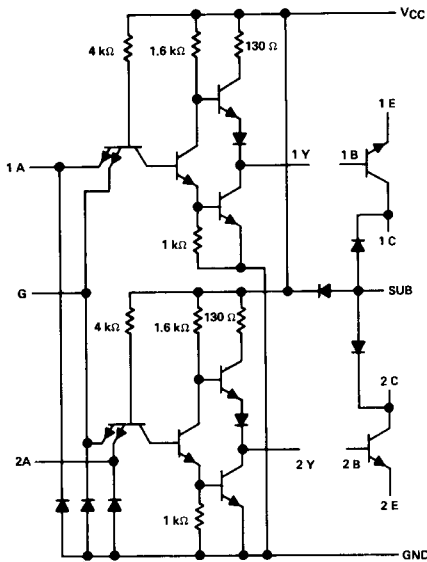 VCC
4 kΩ
1.6 kΩ
130 Ω
1 E
1 A
1 Y
1 B
1 C
1 kΩ
G
SUB
4 kΩ
1.6 kΩ
130 Ω
2 C
2A
2 Y
2 B
2 E
1 kΩ
GND